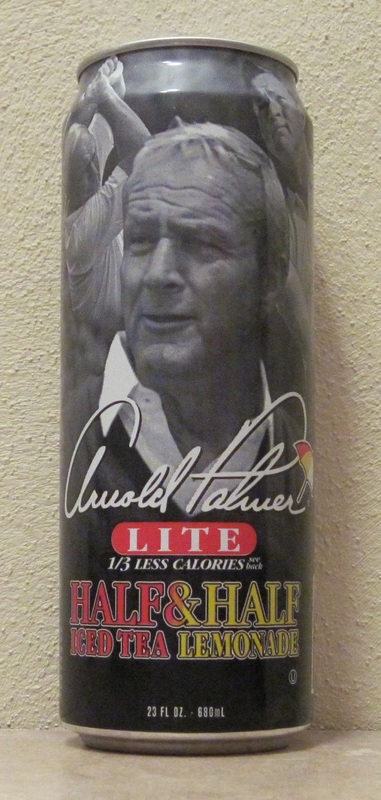 Arnold Palmer
LITE
1/3 LESS CALORIES see back
HALF & HALF
ICED TEA LEMONADE
U
23 FL OZ. - 680mL